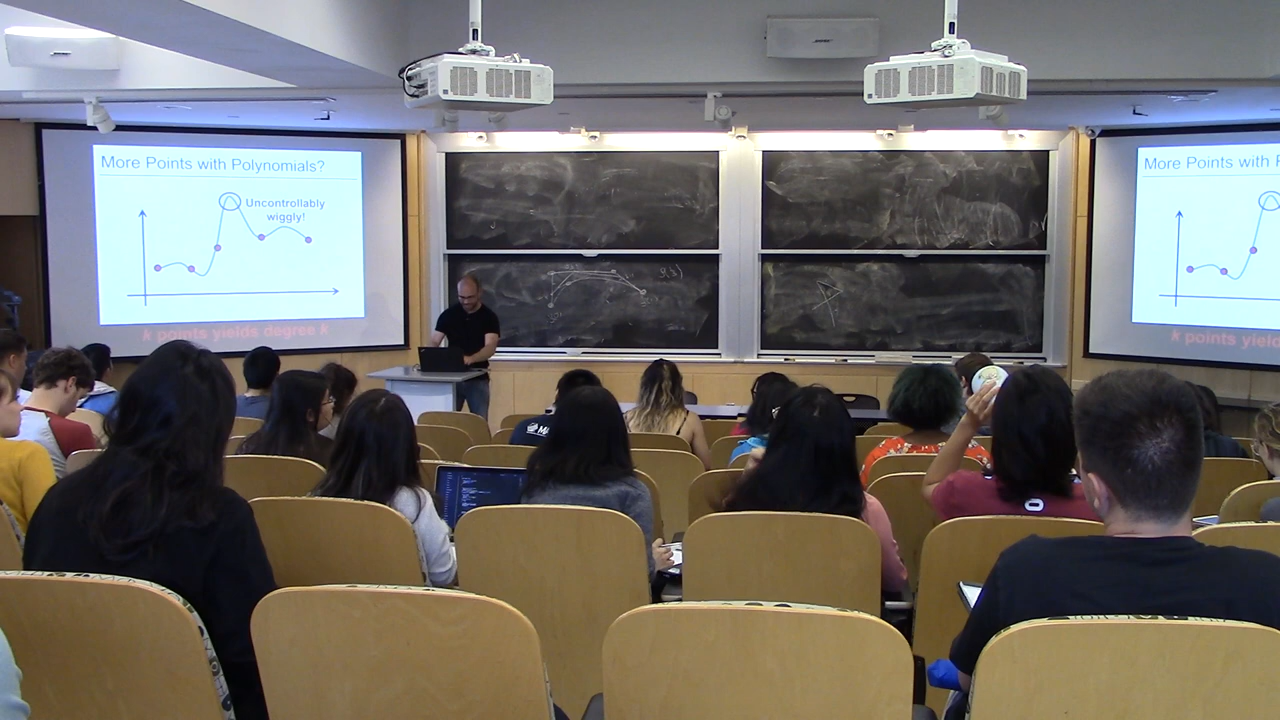 More Points with Polynomials?
Uncontrollably
wiggly!
k points yields degree k
More Points with
k points yield